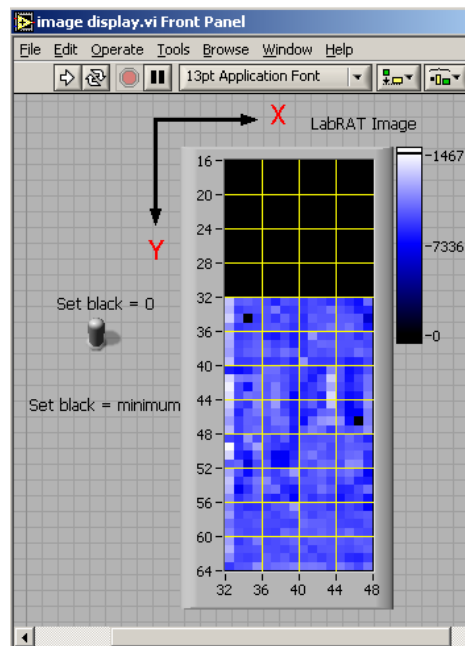 image display.vi Front Panel
File Edit Operate Tools Browse Window Help
13pt Application Font
X
LabRAT Image
Y
16
20
24
28
32
36
40
44
48
52
56
60
64
32 36 40 44 48
-1467
-7336
-0
Set black = 0
Set black = minimum